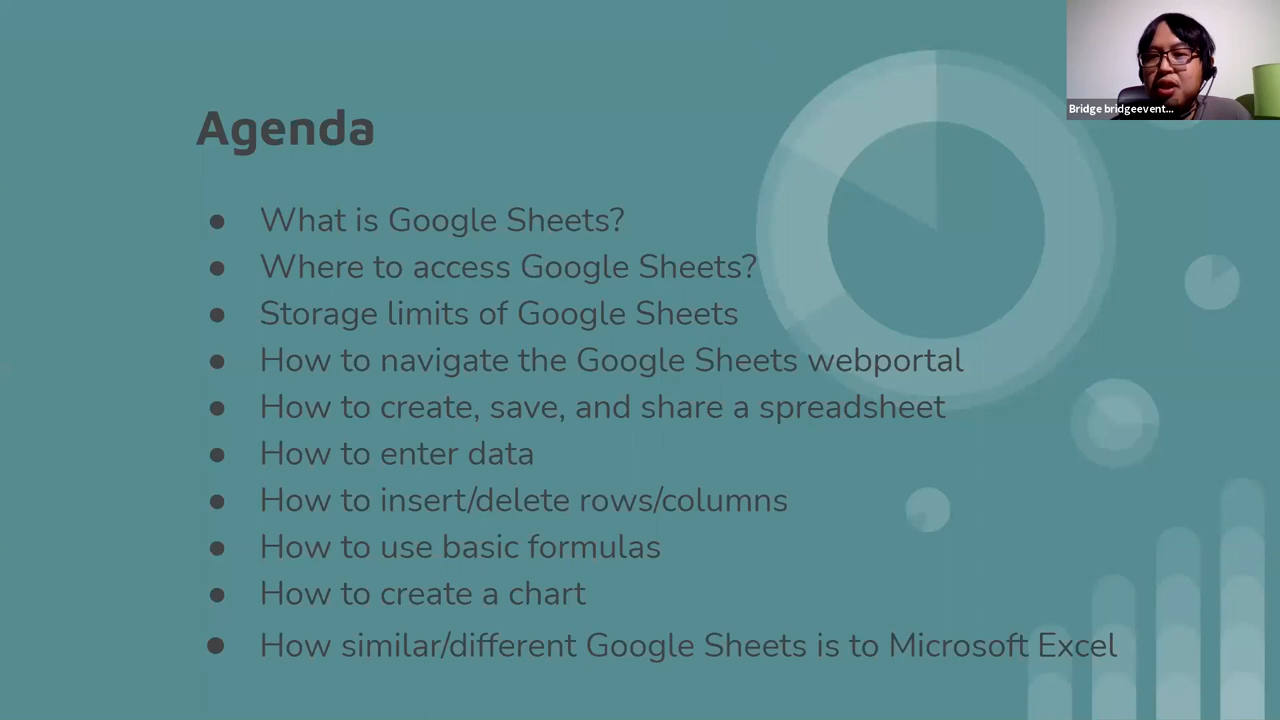 Agenda
● What is Google Sheets?
● Where to access Google Sheets?
● Storage limits of Google Sheets
● How to navigate the Google Sheets webportal
● How to create, save, and share a spreadsheet
● How to enter data
● How to insert/delete rows/columns
● How to use basic formulas
● How to create a chart
● How similar/different Google Sheets is to Microsoft Excel
Bridge bridgeevent...